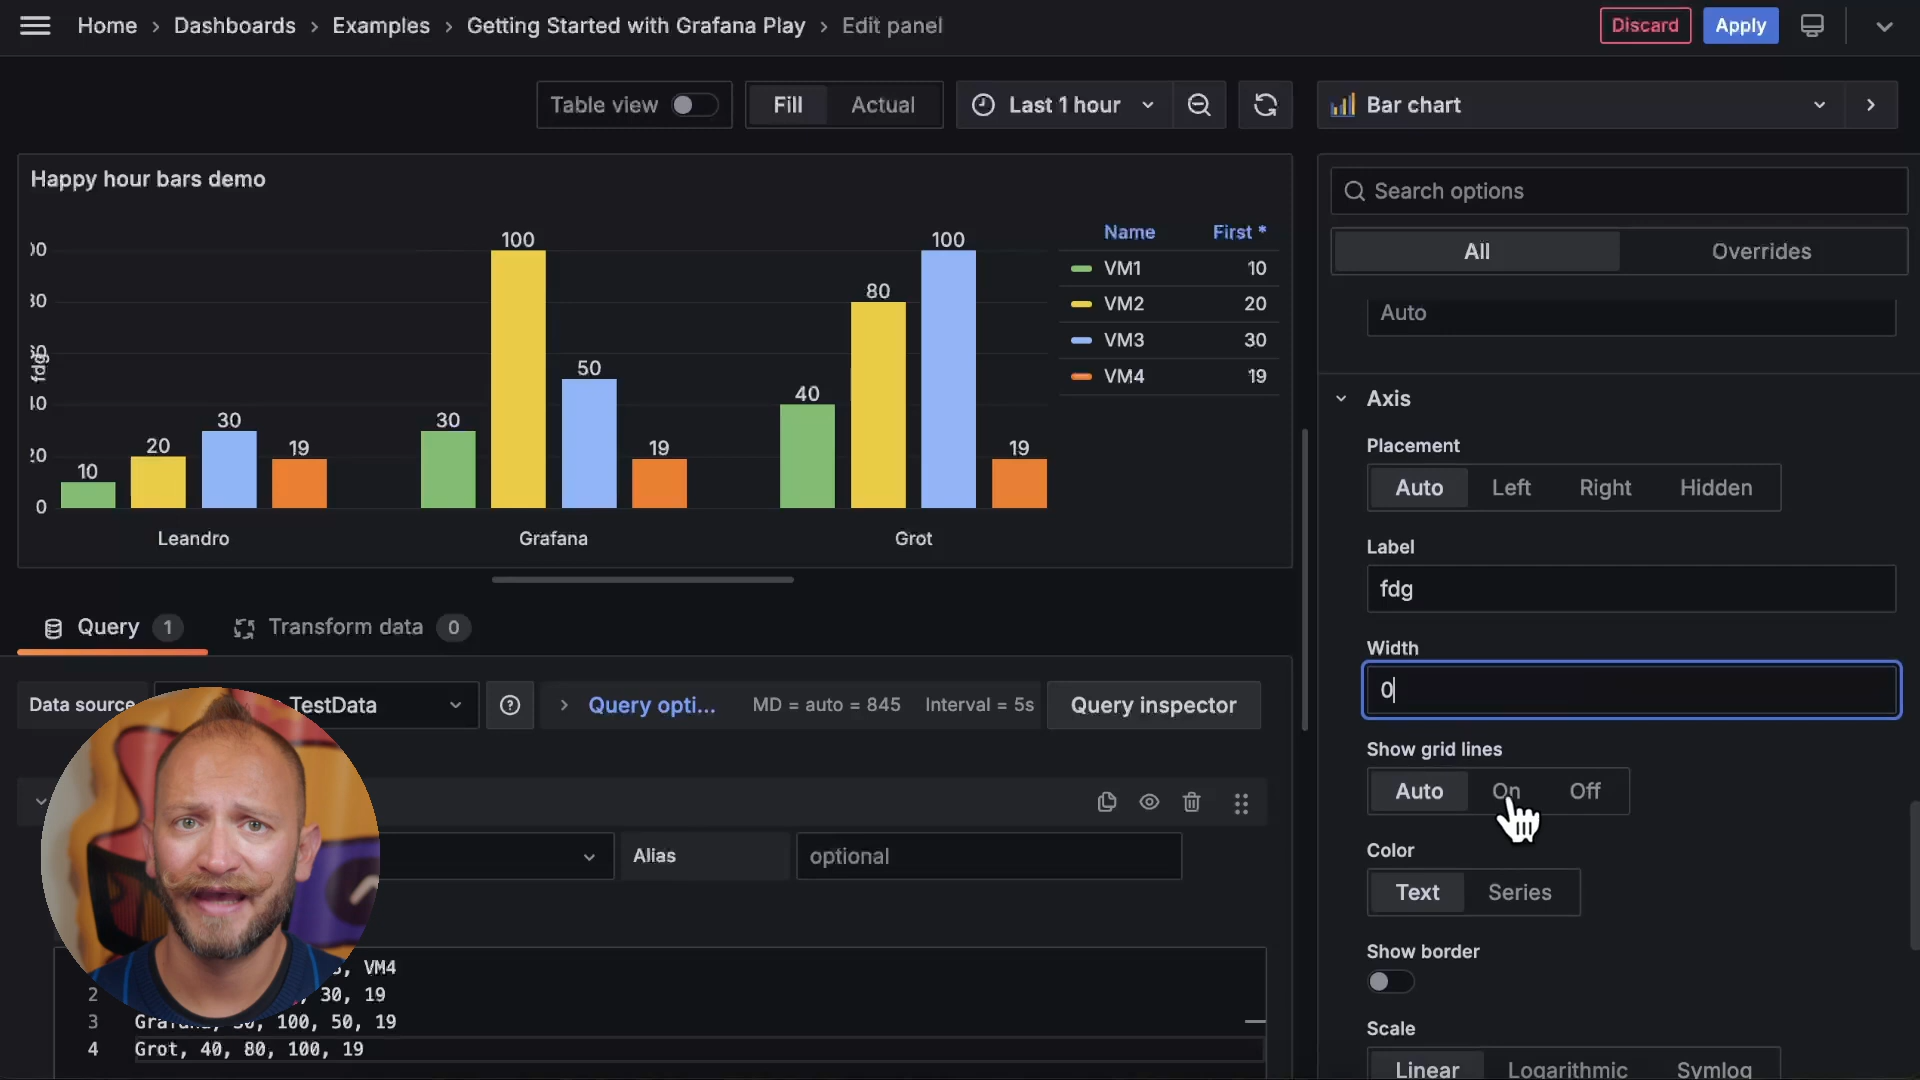 Home › Dashboards › Examples › Getting Started with Grafana Play › Edit panel
Discard
Apply
Table view
Fill
Actual
Last 1 hour
Bar chart
Happy hour bars demo
Search options
All
Overrides
Auto
100
100
80
50
40
30
30
20
19
19
19
10
20
0
fdg
Leandro
Grafana
Grot
Name First *
VM1 10
VM2 20
VM3 30
VM4 19
Axis
Placement
Auto Left Right Hidden
Label
fdg
Width
0
Show grid lines
Auto On Off
Color
Text Series
Show border
Scale
Linear Logarithmic Symlog
Query 1
Transform data 0
Data source
TestData
Query opti...
MD = auto = 845
Interval = 5s
Query inspector
Alias
optional
, VM4
2 30, 19
3 100, 50, 19
4 Grot, 40, 80, 100, 19